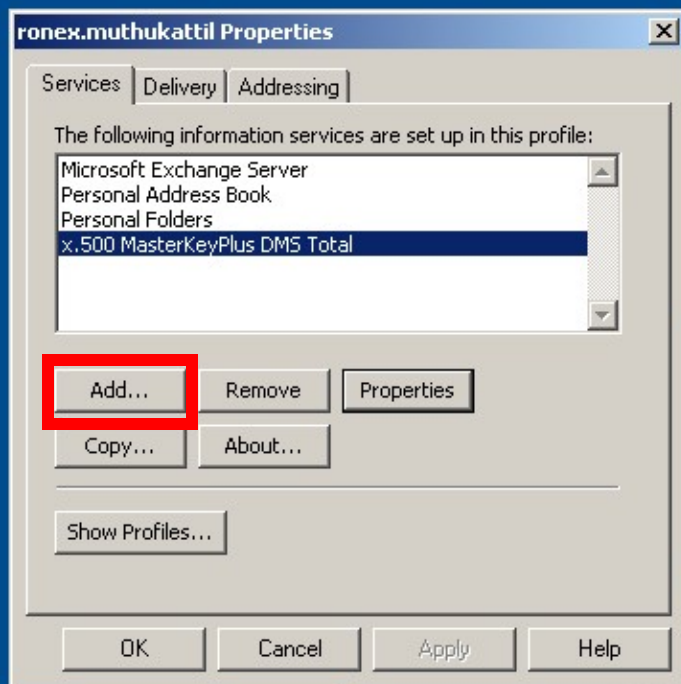 ronex.muthukattil Properties
Services Delivery Addressing
The following information services are set up in this profile:
Microsoft Exchange Server
Personal Address Book
Personal Folders
x.500 MasterKeyPlus DMS Total
Add... Remove Properties
Copy... About...
Show Profiles...
OK Cancel Apply Help